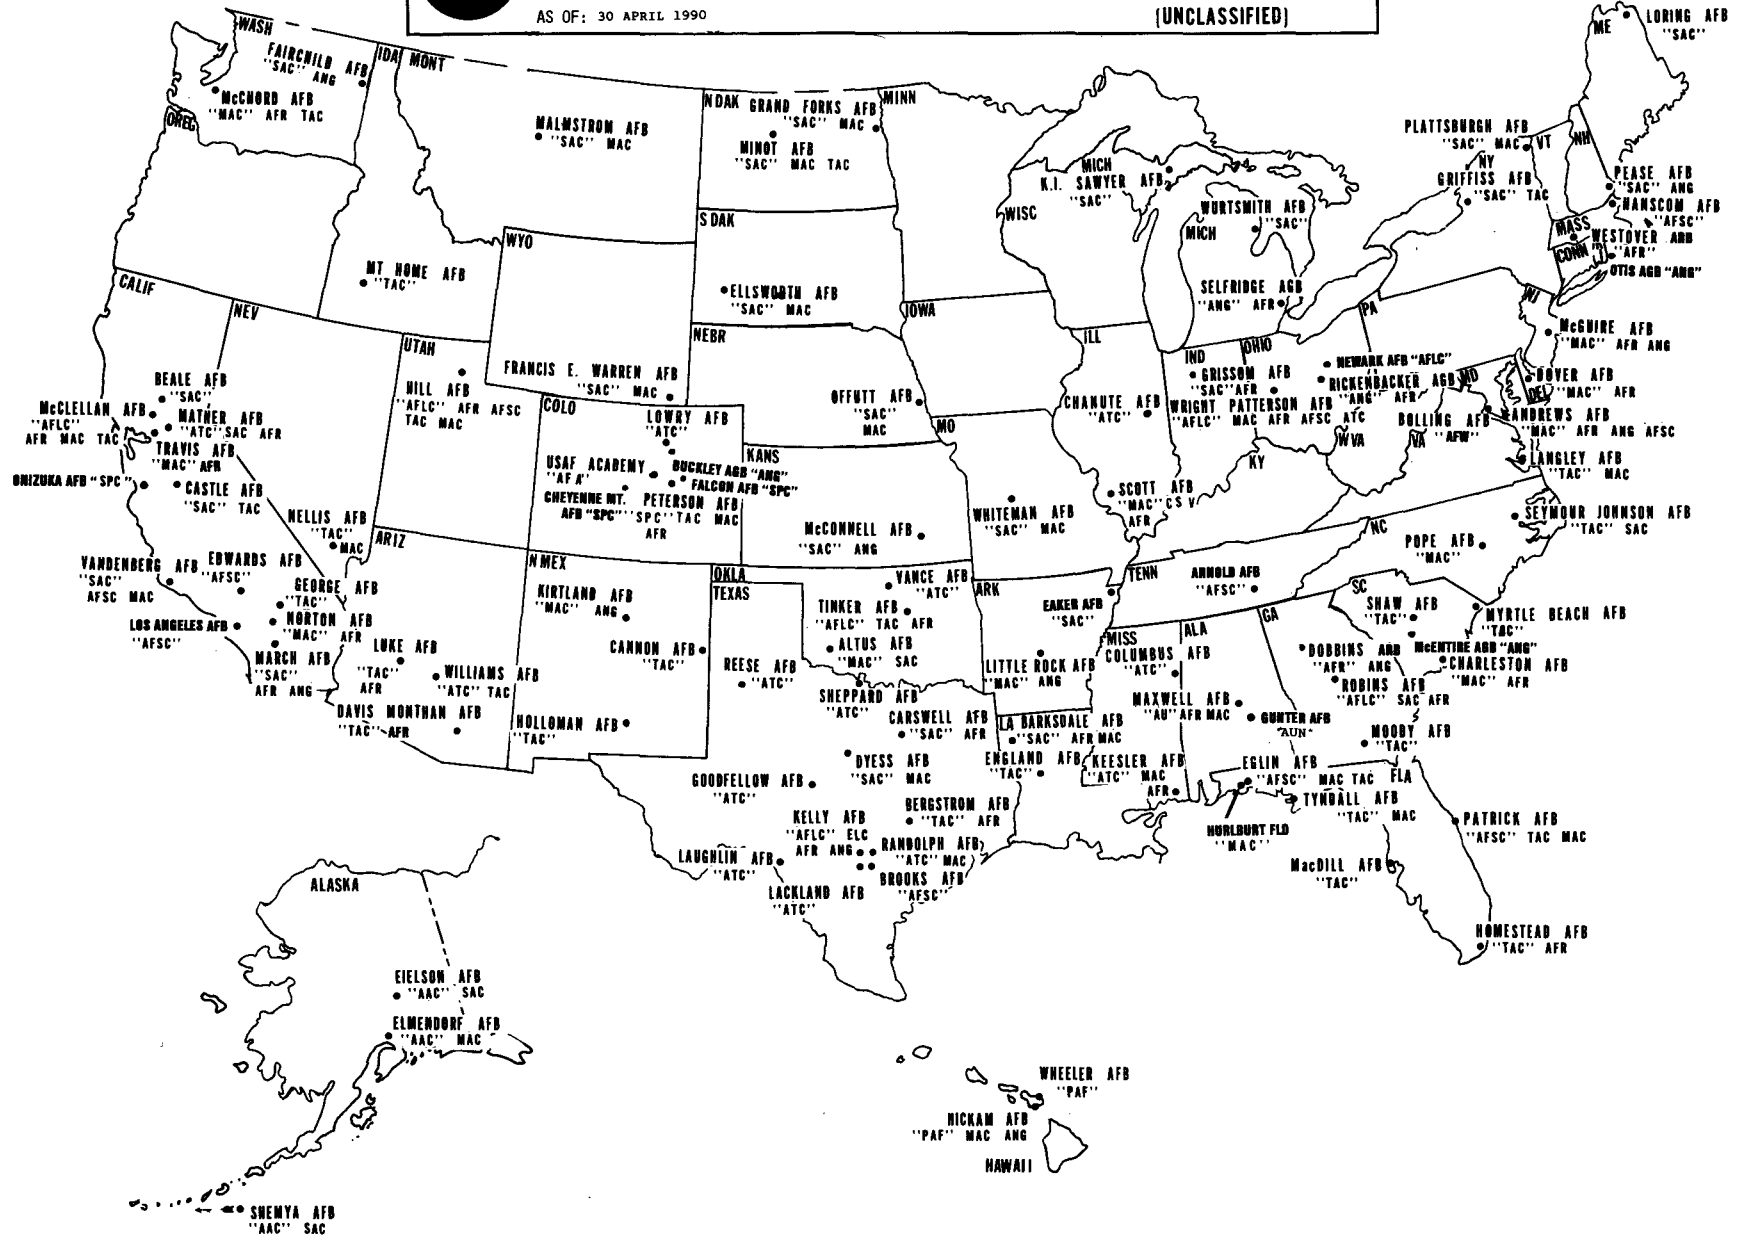 AS OF: 30 APRIL 1990
(UNCLASSIFIED)
WASH
FAIRCHILD AFB
"SAC" ANG
McCHORD AFB
"MAC" AFR TAC
OREG
IDA
MONT
MALMSTROM AFB
"SAC" MAC
N DAK
GRAND FORKS AFB
"SAC" MAC
MINOT AFB
"SAC" MAC TAC
MINN
MICH
K.I. SAWYER AFB
"SAC"
WISC
WURTSMITH AFB
"SAC"
MICH
SELFRIDGE AGB
"ANG" AFR
ME
LORING AFB
"SAC"
PLATTSBURGH AFB
"SAC" MAC
VT
NH
NY
GRIFFISS AFB
"SAC" TAC
PEASE AFB
"SAC" ANG
HANSCOM AFB
"AFSC"
MASS
WESTOVER ARB
"AFR"
CONN
OTIS AGB "ANG"
S DAK
WYO
MT HOME AFB
"TAC"
ELLSWORTH AFB
"SAC" MAC
CALIF
NEV
UTAH
HILL AFB
"AFLC" AFR AFSC
TAC MAC
FRANCIS E. WARREN AFB
"SAC" MAC
NEBR
OFFUTT AFB
"SAC"
MAC
IOWA
ILL
CHANUTE AFB
"ATC"
IND
GRISSOM AFB
"SAC" AFR
OHIO
NEWARK AFB "AFLC"
RICKENBACKER AGB
"ANG" AFR
WRIGHT PATTERSON AFB
"AFLC" MAC AFR AFSC ATC
PA
NJ
McGUIRE AFB
"MAC" AFR ANG
MD
DEL
DOVER AFB
"MAC" AFR
BOLLING AFB
"AFW"
ANDREWS AFB
"MAC" AFR ANG AFSC
WVA
VA
LANGLEY AFB
"TAC" MAC
KY
BEALE AFB
"SAC"
McCLELLAN AFB
"AFLC"
AFR MAC TAC
MATHER AFB
"ATC" SAC AFR
TRAVIS AFB
"MAC" AFR
ONIZUKA AFB "SPC"
CASTLE AFB
"SAC" TAC
NELLIS AFB
"TAC"
MAC
COLO
LOWRY AFB
"ATC"
BUCKLEY AGB "ANG"
USAF ACADEMY
"AF A"
FALCON AFB "SPC"
CHEYENNE MT.
AFB "SPC"
PETERSON AFB
"SPC" TAC MAC
AFR
KANS
McCONNELL AFB
"SAC" ANG
MO
WHITEMAN AFB
"SAC" MAC
SCOTT AFB
"MAC" CS V
AFR
NC
SEYMOUR JOHNSON AFB
"TAC" SAC
POPE AFB
"MAC"
VANDENBERG AFB
"SAC"
AFSC MAC
EDWARDS AFB
"AFSC"
GEORGE AFB
"TAC"
NORTON AFB
"MAC" AFR
LOS ANGELES AFB
"AFSC"
MARCH AFB
"SAC"
AFR ANG
ARIZ
LUKE AFB
"TAC"
AFR
WILLIAMS AFB
"ATC" TAC
DAVIS MONTHAN AFB
"TAC" AFR
N MEX
KIRTLAND AFB
"MAC" ANG
CANNON AFB
"TAC"
HOLLOMAN AFB
"TAC"
OKLA
VANCE AFB
"ATC"
TINKER AFB
"AFLC" TAC AFR
ALTUS AFB
"MAC" SAC
TEXAS
REESE AFB
"ATC"
SHEPPARD AFB
"ATC"
CARSWELL AFB
"SAC" AFR
DYESS AFB
"SAC" MAC
GOODFELLOW AFB
"ATC"
BERGSTROM AFB
"TAC" AFR
KELLY AFB
"AFLC" ELC
AFR ANG
RANDOLPH AFB
"ATC" MAC
BROOKS AFB
"AFSC"
LAUGHLIN AFB
"ATC"
LACKLAND AFB
"ATC"
ARK
EAKER AFB
"SAC"
LITTLE ROCK AFB
"MAC" ANG
LA
BARKSDALE AFB
"SAC" AFR MAC
ENGLAND AFB
"TAC"
TENN
ARNOLD AFB
"AFSC"
MISS
COLUMBUS AFB
"ATC"
KEESLER AFB
"ATC" MAC
AFR
ALA
MAXWELL AFB
"AU" AFR MAC
GUNTER AFB
"AUN"
GA
DOBBINS ARB
"AFR" ANG
ROBINS AFB
"AFLC" SAC AFR
MOODY AFB
"TAC"
SC
SHAW AFB
"TAC"
MYRTLE BEACH AFB
"TAC"
McENTIRE AGB "ANG"
CHARLESTON AFB
"MAC" AFR
EGLIN AFB
"AFSC" MAC TAC
FLA
TYNDALL AFB
"TAC" MAC
HURLBURT FLD
"MAC"
PATRICK AFB
"AFSC" TAC MAC
MacDILL AFB
"TAC"
HOMESTEAD AFB
"TAC" AFR
ALASKA
EIELSON AFB
"AAC" SAC
ELMENDORF AFB
"AAC" MAC
SHEMYA AFB
"AAC" SAC
WHEELER AFB
"PAF"
HICKAM AFB
"PAF" MAC ANG
HAWAII